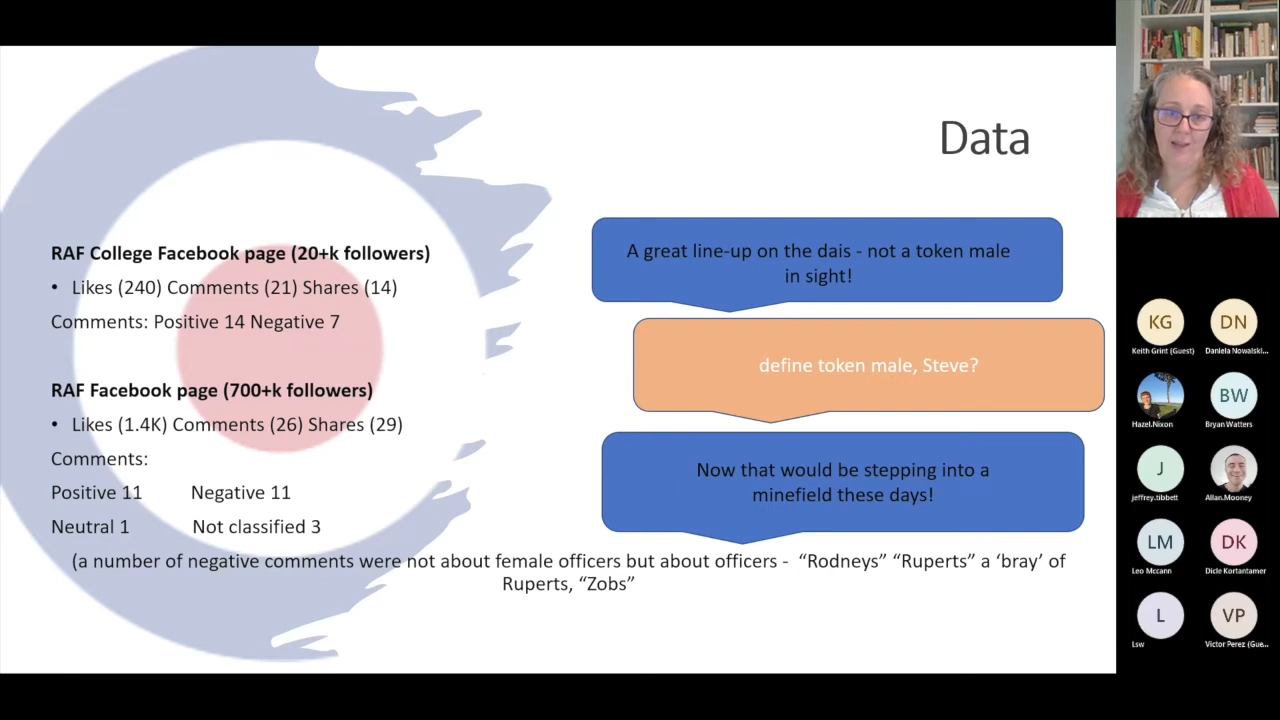 Data
RAF College Facebook page (20+k followers)
• Likes (240) Comments (21) Shares (14)
Comments: Positive 14 Negative 7
RAF Facebook page (700+k followers)
• Likes (1.4K) Comments (26) Shares (29)
Comments:
Positive 11 Negative 11
Neutral 1 Not classified 3
(a number of negative comments were not about female officers but about officers - “Rodneys” “Ruperts” a ‘bray’ of
Ruperts, “Zobs”
A great line-up on the dais - not a token male
in sight!
define token male, Steve?
Now that would be stepping into a
minefield these days!
KG
DN
Keith Grint (Guest)
Daniela Nowalski...
BW
Hazel.Nixon
Bryan Watters
J
jeffrey.tibbett
Allan.Mooney
LM
DK
Leo Mccann
Dicle Kortantamer
L
VP
Lsw
Victor Perez (Gue...